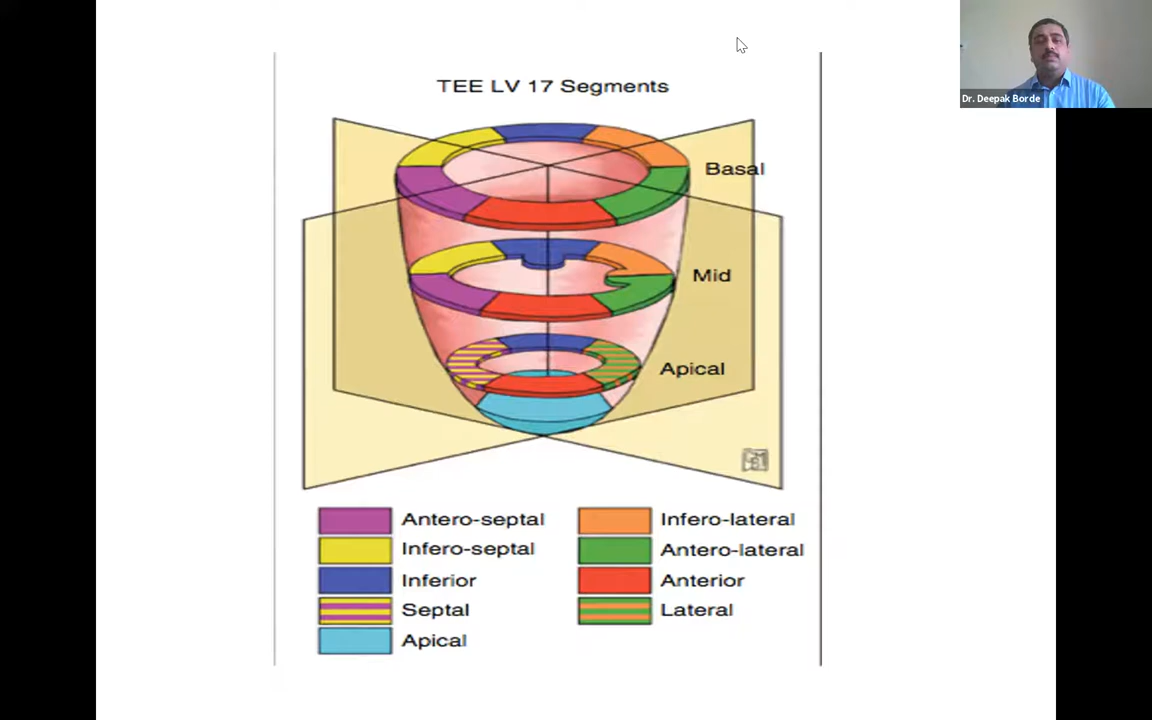 TEE LV 17 Segments
Dr. Deepak Borde
Basal
Mid
Apical
Antero-septal
Infero-septal
Inferior
Septal
Apical
Infero-lateral
Antero-lateral
Anterior
Lateral